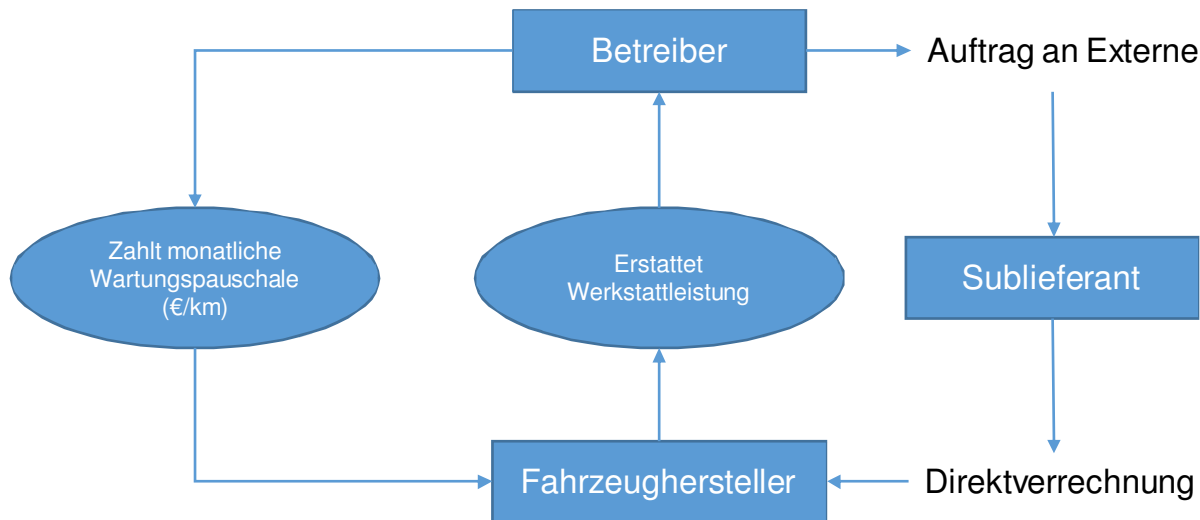 Betreiber
Auftrag an Externe
Zahlt monatliche
Wartungspauschale
(€/km)
Erstattet
Werkstattleistung
Sublieferant
Fahrzeughersteller
Direktverrechnung